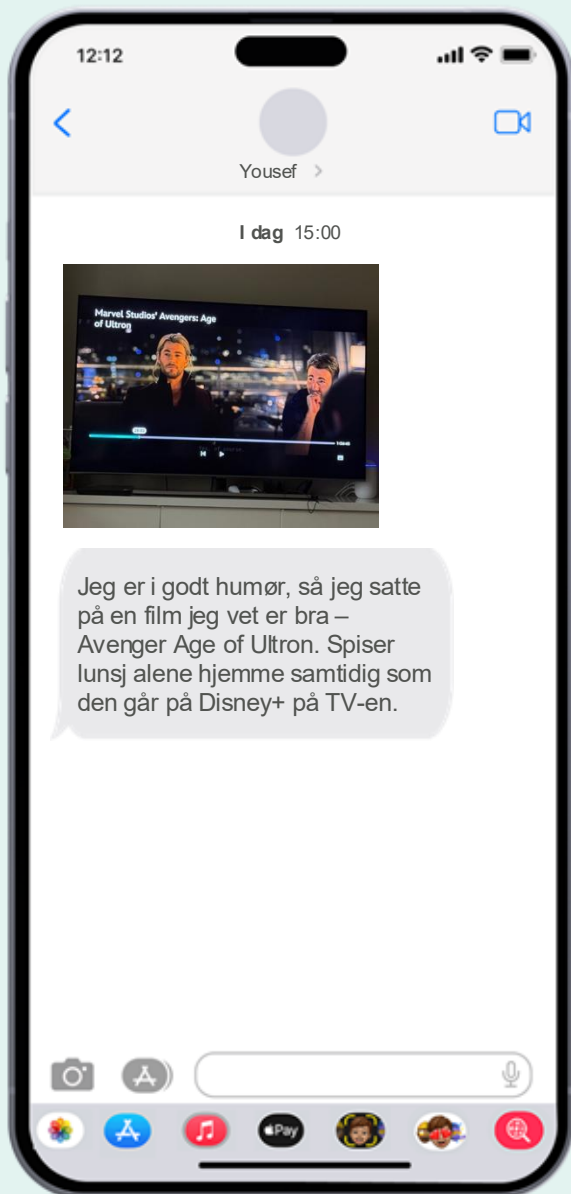 12:12
Yousef
I dag 15:00
Marvel Studios' Avengers: Age
of Ultron
Jeg er i godt humør, så jeg satte
på en film jeg vet er bra –
Avenger Age of Ultron. Spiser
lunsj alene hjemme samtidig som
den går på Disney+ på TV-en.
Pay